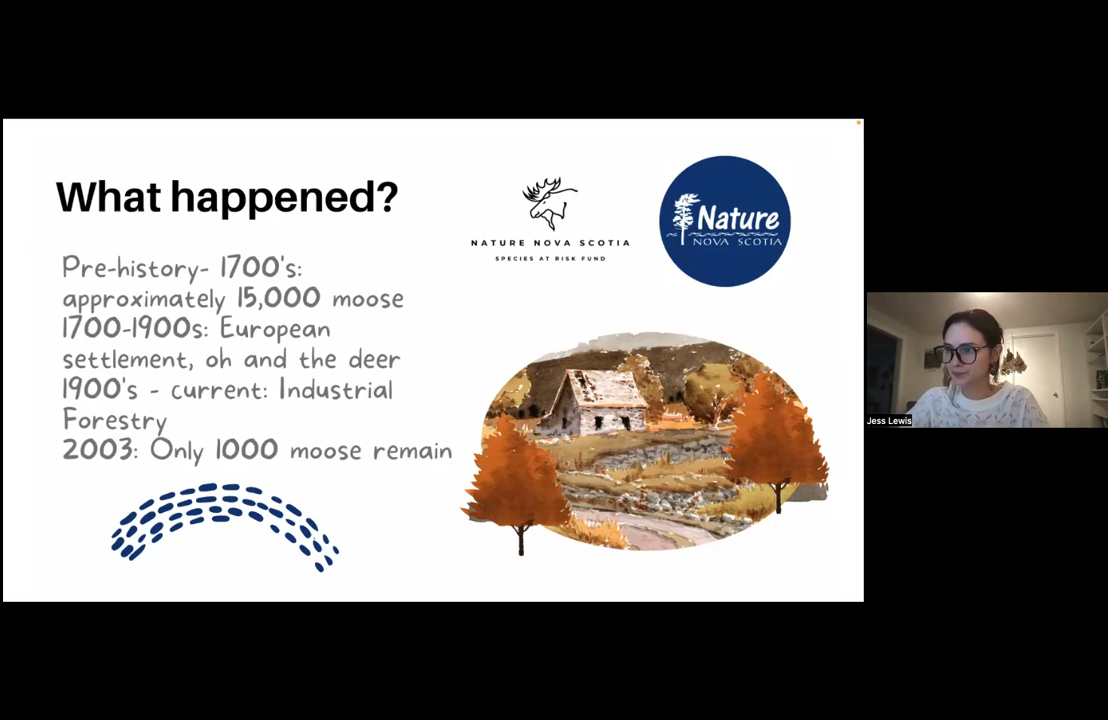 What happened?
Pre-history- 1700's:
approximately 15,000 moose
1700-1900s: European
settlement, oh and the deer
1900's - current: Industrial
Forestry
2003: Only 1000 moose remain
NATURE NOVA SCOTIA
SPECIES AT RISK FUND
Nature
NOVA SCOTIA
Jess Lewis